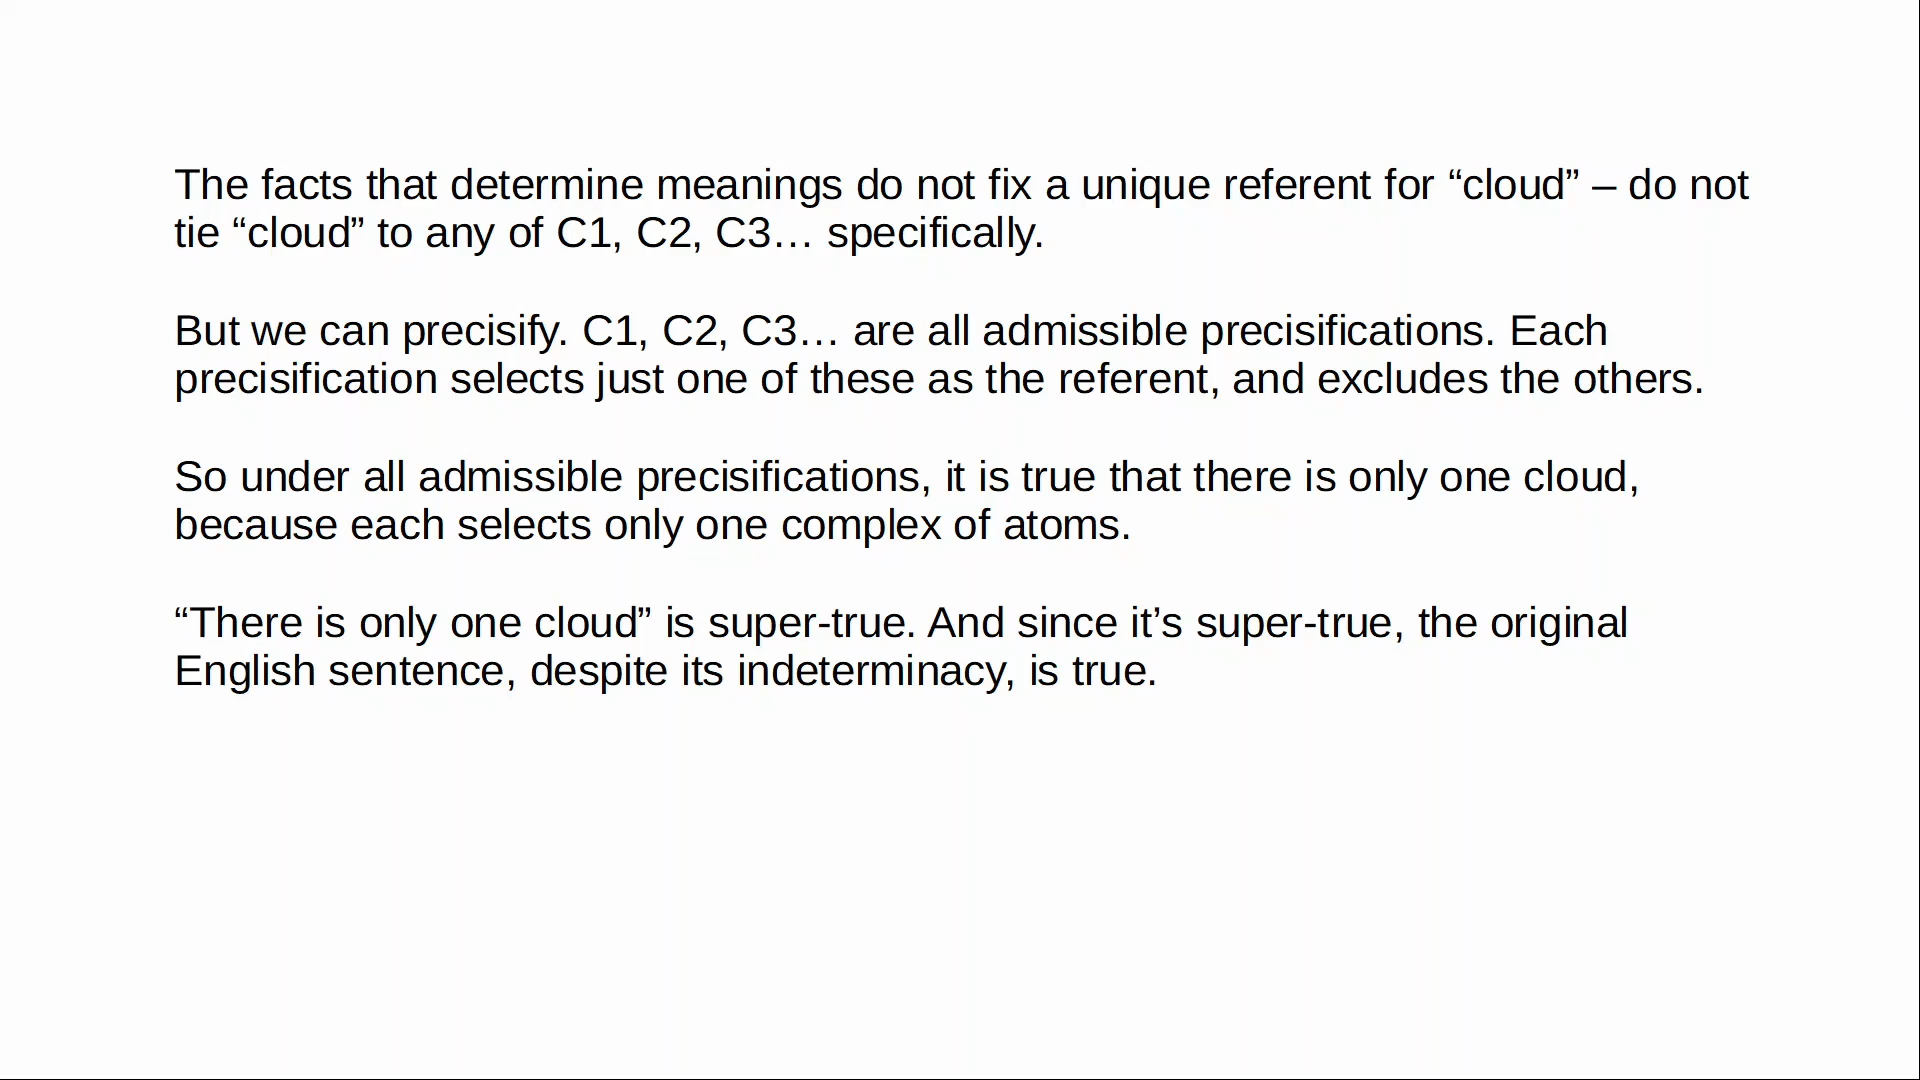 The facts that determine meanings do not fix a unique referent for “cloud” – do not
tie “cloud” to any of C1, C2, C3… specifically.
But we can precisify. C1, C2, C3… are all admissible precisifications. Each
precisification selects just one of these as the referent, and excludes the others.
So under all admissible precisifications, it is true that there is only one cloud,
because each selects only one complex of atoms.
“There is only one cloud” is super-true. And since it’s super-true, the original
English sentence, despite its indeterminacy, is true.